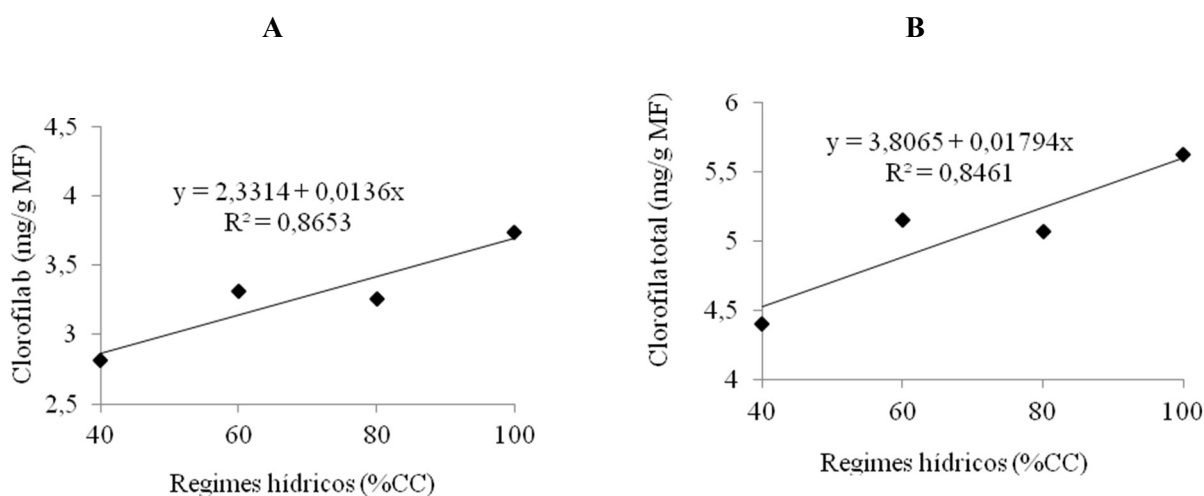 A
Clorofila b (mg/g MF)
4,5
4
3,5
3
2,5
y = 2,3314 + 0,0136x
R² = 0,8653
40 60 80 100
Regimes hídricos (%CC)
B
Clorofilatotal (mg/g MF)
6
5,5
5
4,5
4
y = 3,8065 + 0,01794x
R² = 0,8461
40 60 80 100
Regimes hídricos (%CC)